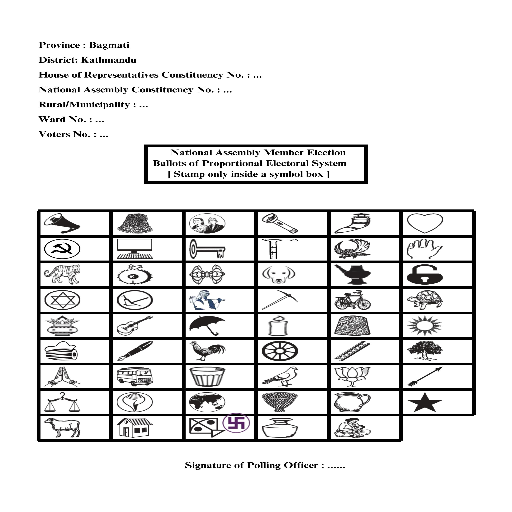 Province : Bagmati
District: Kathmandu
House of Representatives Constituency No. : ...
National Assembly Constituency No. : ...
Rural/Municipality : ...
Ward No. : ...
Voters No. : ...
National Assembly Member Election
Ballots of Proportional Electoral System
[ Stamp only inside a symbol box ]
Signature of Polling Officer : ......